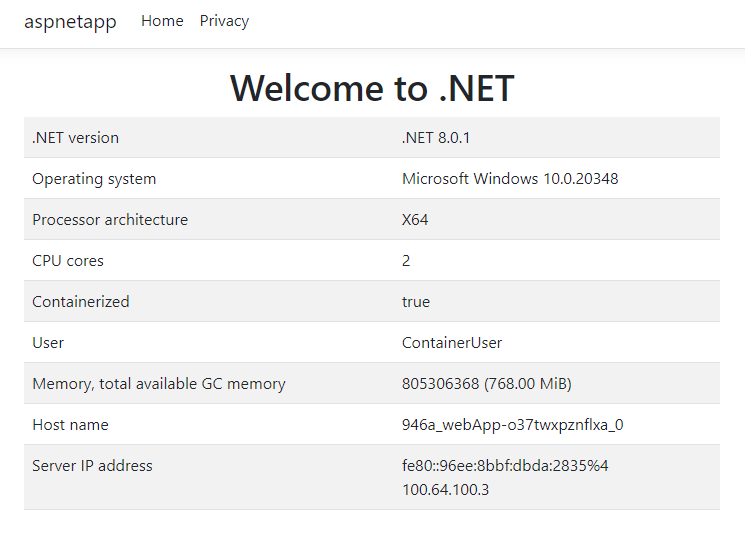 aspnetapp Home Privacy
Welcome to .NET
.NET version .NET 8.0.1
Operating system Microsoft Windows 10.0.20348
Processor architecture X64
CPU cores 2
Containerized true
User ContainerUser
Memory, total available GC memory 805306368 (768.00 MiB)
Host name 946a_webApp-o37twxpznflxa_0
Server IP address fe80::96ee:8bbf:dbda:2835%4
100.64.100.3